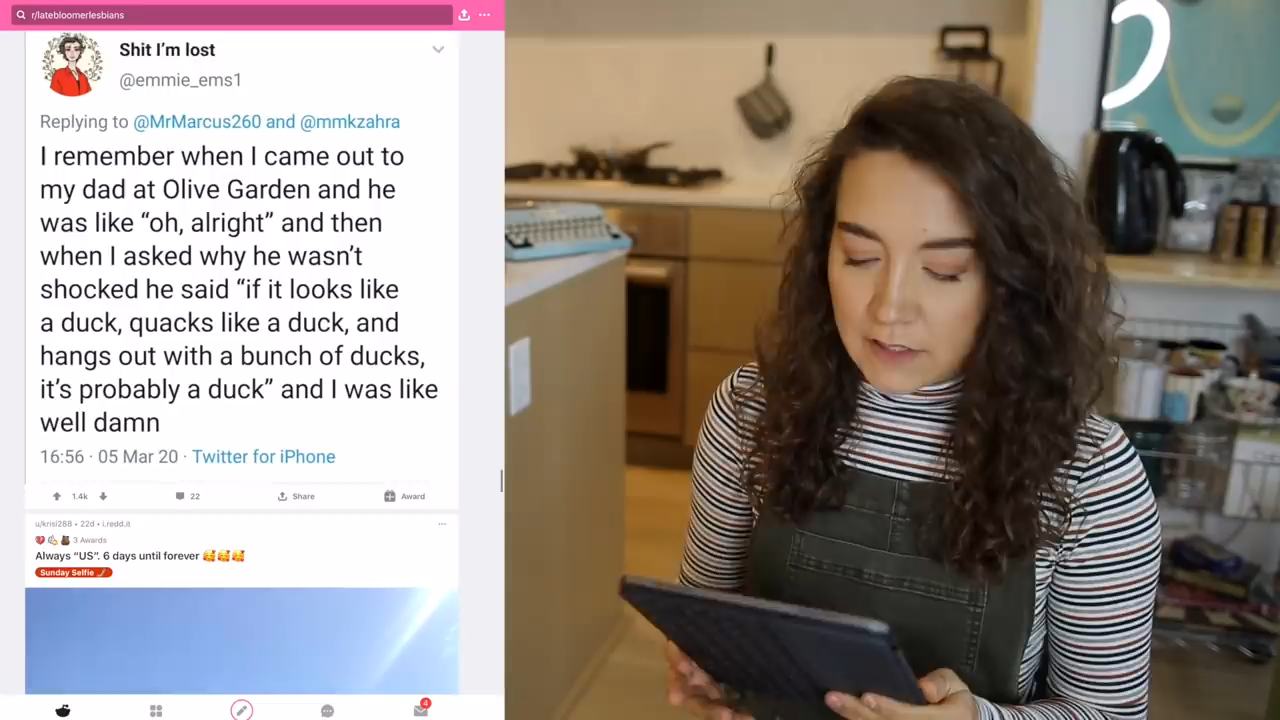 r/latebloomerlesbians
Shit I'm lost
@emmie_ems1
Replying to @MrMarcus260 and @mmkzahra
I remember when I came out to
my dad at Olive Garden and he
was like “oh, alright” and then
when I asked why he wasn't
shocked he said “if it looks like
a duck, quacks like a duck, and
hangs out with a bunch of ducks,
it's probably a duck” and I was like
well damn
16:56 · 05 Mar 20 · Twitter for iPhone
1.4k 22 Share Award
u/krisi288 • 22d • i.redd.it
3 Awards
Always “US”. 6 days until forever 🥰🥰🥰
Sunday Selfie
4